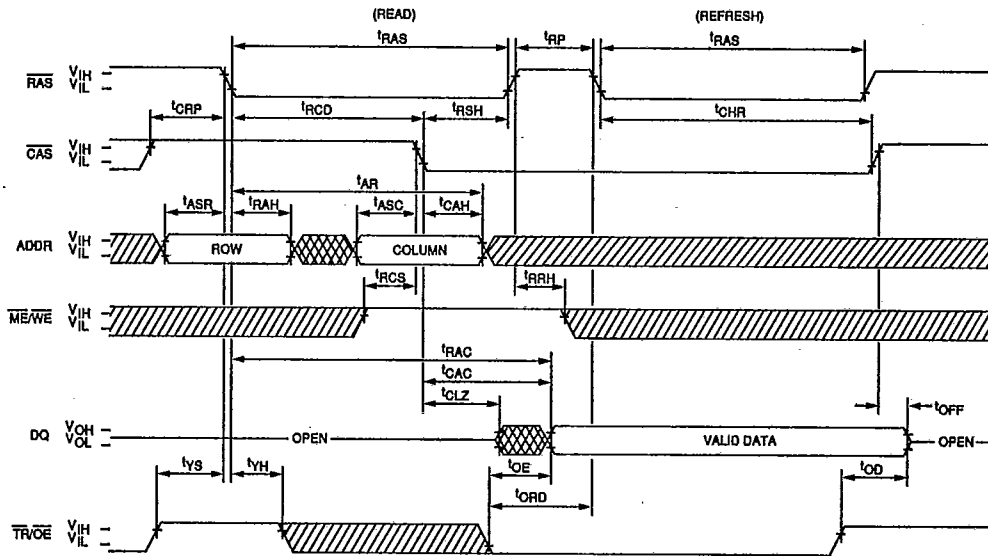 (READ) (REFRESH)
tRAS tRP tRAS
RAS VIH VIL
tCRP tRCD tRSH tCHR
CAS VIH VIL
tAR
tASR tRAH tASC tCAH
ADDR VIH VIL ROW COLUMN
tRCS tRRH
ME/WE VIH VIL
tRAC
tCAC
tCLZ tOFF
DQ VOH VOL OPEN VALID DATA OPEN
tYS tYH tOE tOD
tORD
TR/OE VIH VIL